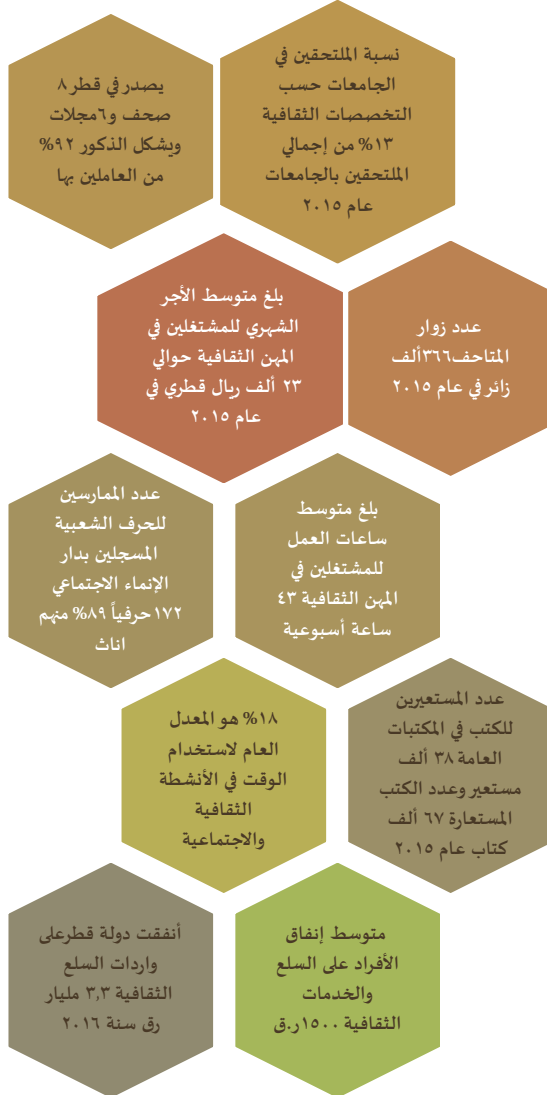 نسبة الملتحقين في
الجامعات حسب
التخصصات الثقافية
١٣% من إجمالي
الملتحقين بالجامعات
عام ٢٠١٥
يصدر في قطر ٨
صحف و٦مجلات
ويشكل الذكور ٩٢%
من العاملين بها
عدد زوار
المتاحف٣٦٦ألف
زائر في عام ٢٠١٥
بلغ متوسط الأجر
الشهري للمشتغلين في
المهن الثقافية حوالي
٢٣ ألف ريال قطري في
عام ٢٠١٥
بلغ متوسط
ساعات العمل
للمشتغلين في
المهن الثقافية ٤٣
ساعة أسبوعية
عدد الممارسين
للحرف الشعبية
المسجلين بدار
الإنماء الاجتماعي
١٧٢حرفياً ٨٩% منهم
اناث
عدد المستعيرين
للكتب في المكتبات
العامة ٣٨ ألف
مستعير وعدد الكتب
المستعارة ٦٧ ألف
كتاب عام ٢٠١٥
١٨% هو المعدل
العام لاستخدام
الوقت في الأنشطة
الثقافية
والاجتماعية
متوسط إنفاق
الأفراد على السلع
والخدمات
الثقافية ١٥٠٠ر.ق
أنفقت دولة قطرعلى
واردات السلع
الثقافية ٣,٣ مليار
رق سنة ٢٠١٦